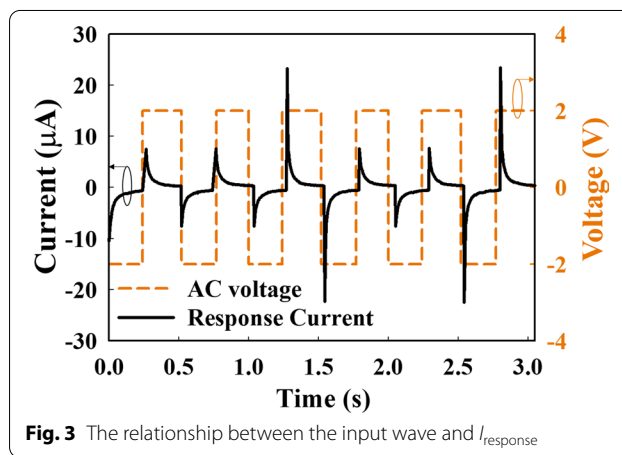 30
20
10
0
-10
-20
-30
Current (μA)
4
2
0
-2
-4
Voltage (V)
AC voltage
Response Current
0.0 0.5 1.0 1.5 2.0 2.5 3.0
Time (s)
Fig. 3 The relationship between the input wave and Iresponse